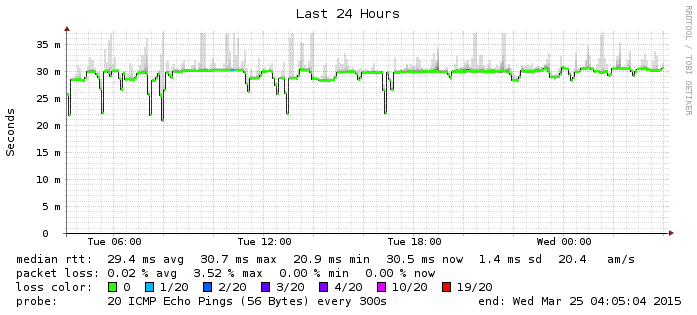 Last 24 Hours
RRDTOOL / TOBI OETIKER
Seconds
35 m
30 m
25 m
20 m
15 m
10 m
5 m
0
Tue 06:00 Tue 12:00 Tue 18:00 Wed 00:00
median rtt: 29.4 ms avg 30.7 ms max 20.9 ms min 30.5 ms now 1.4 ms sd 20.4 am/s
packet loss: 0.02 % avg 3.52 % max 0.00 % min 0.00 % now
loss color: 0 1/20 2/20 3/20 4/20 10/20 19/20
probe: 20 ICMP Echo Pings (56 Bytes) every 300s end: Wed Mar 25 04:05:04 2015